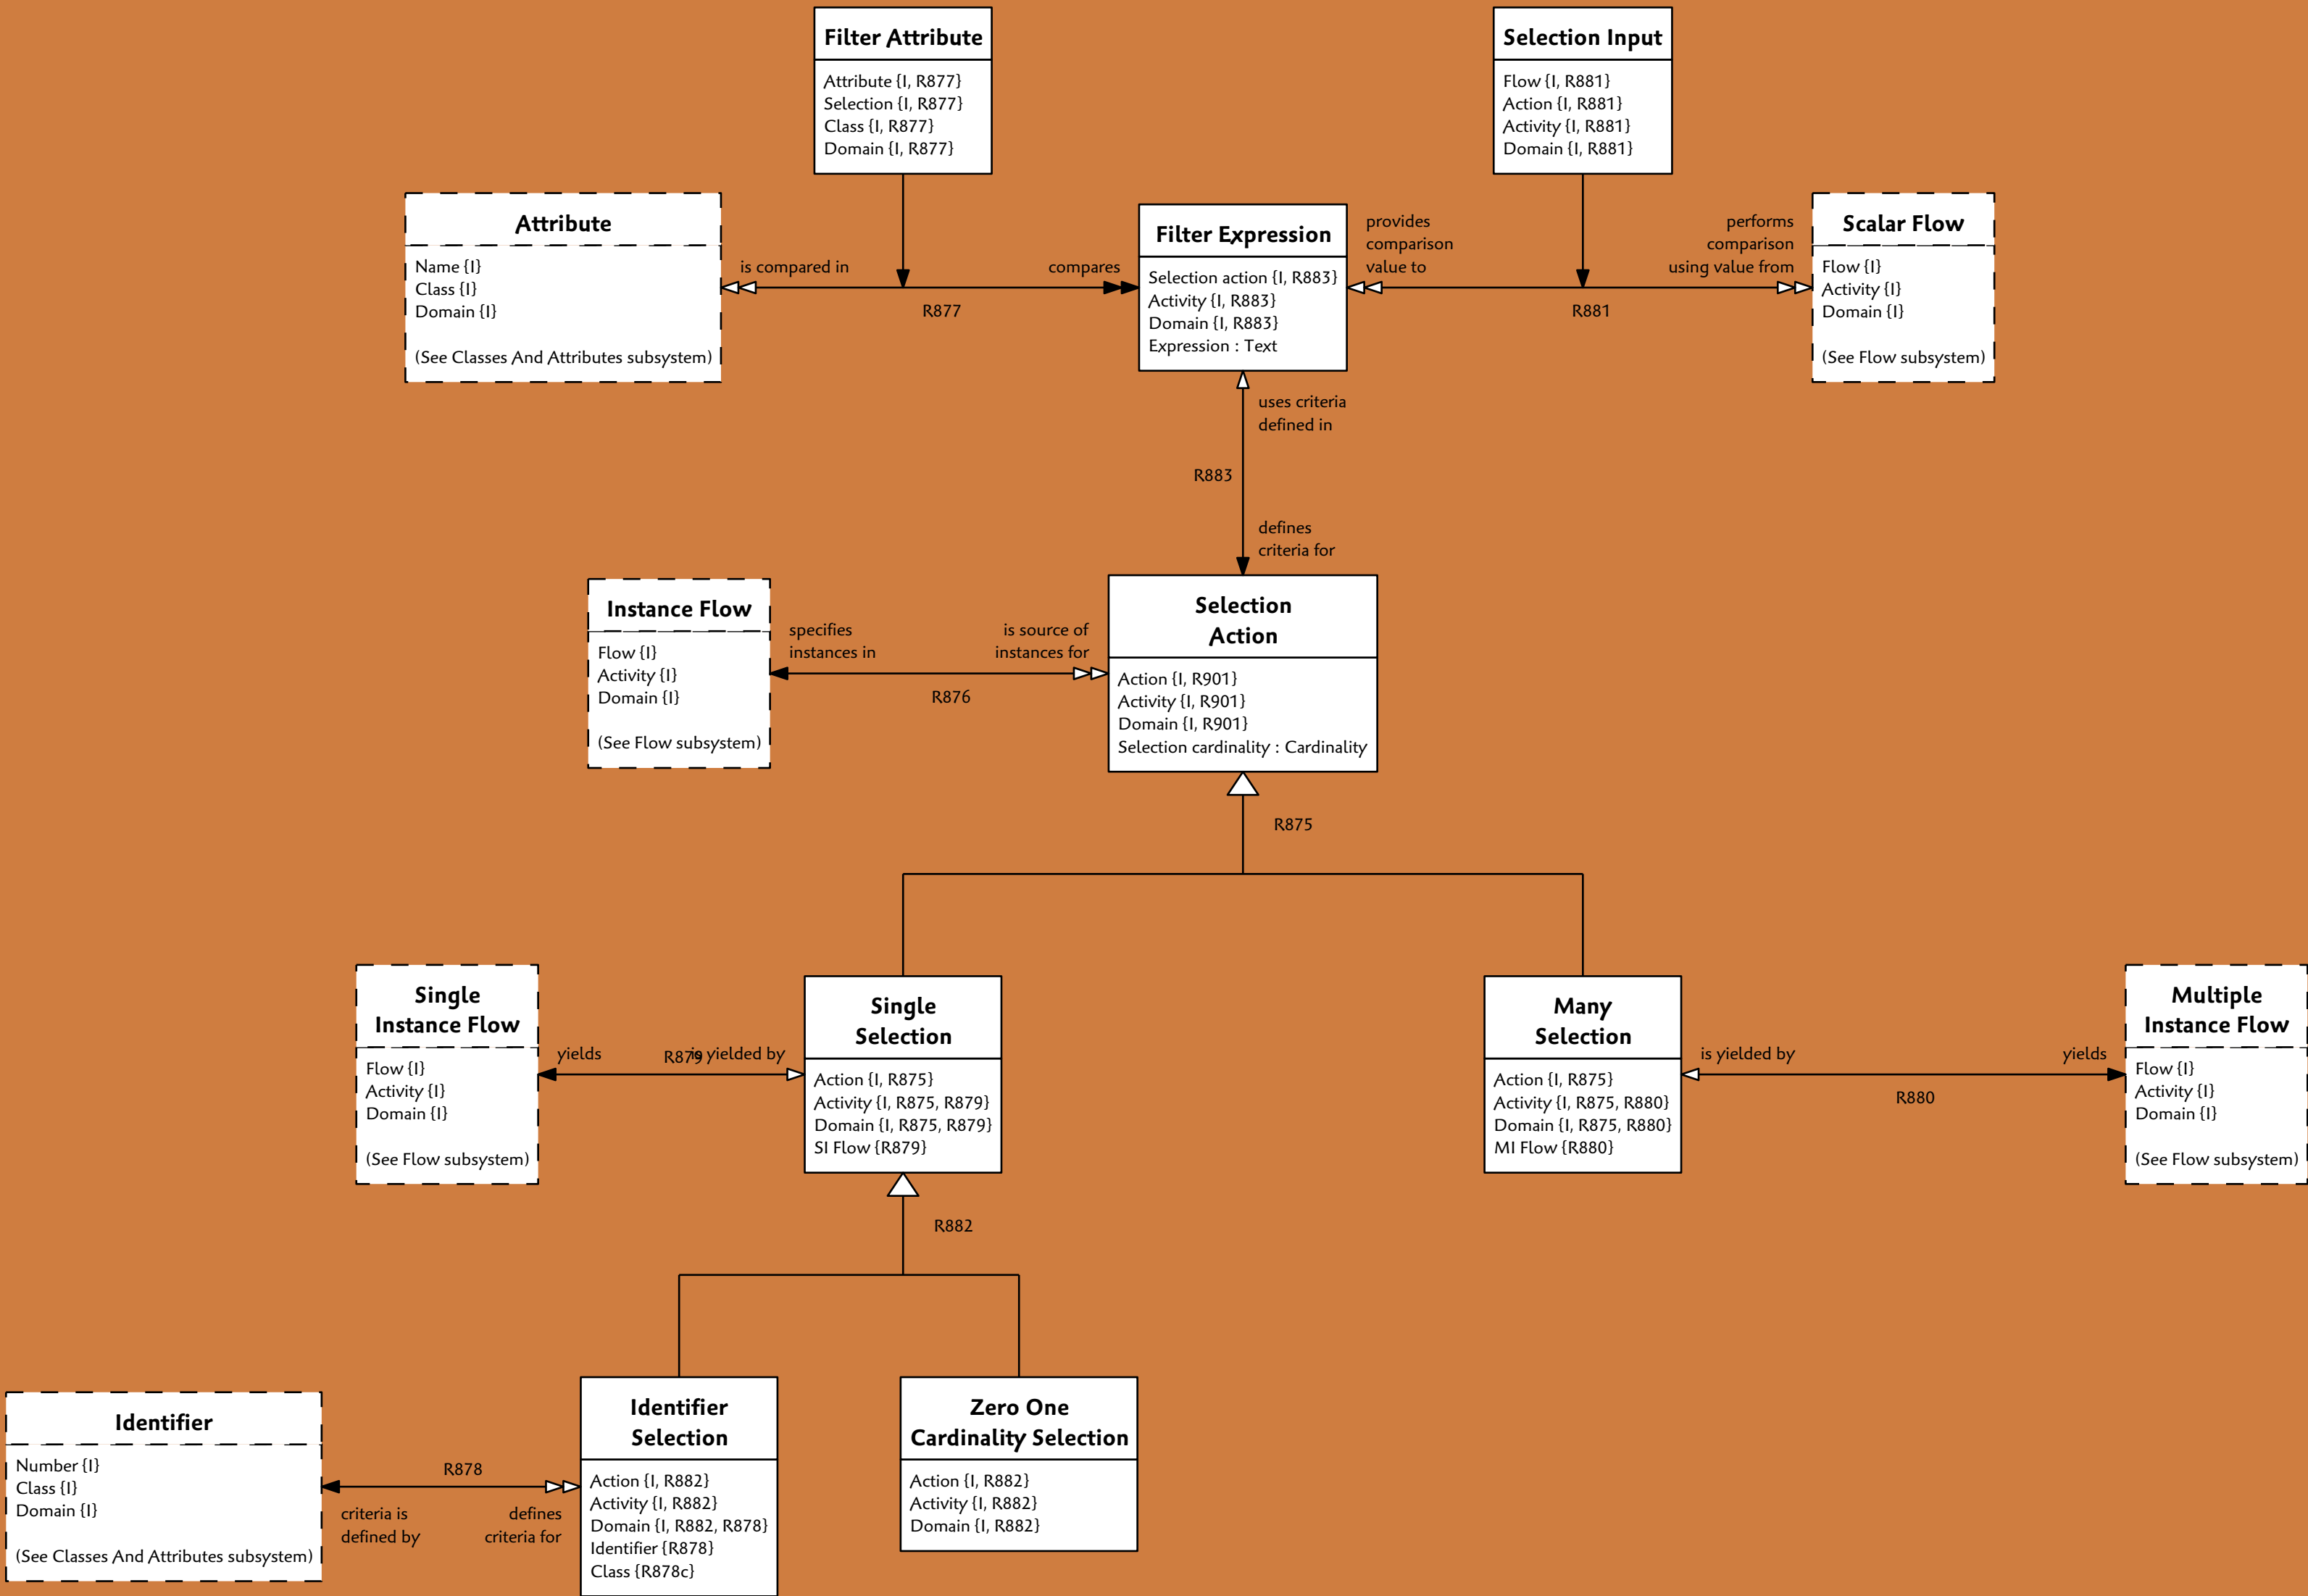 Filter Attribute
Attribute {I, R877}
Selection {I, R877}
Class {I, R877}
Domain {I, R877}
Selection Input
Flow {I, R881}
Action {I, R881}
Activity {I, R881}
Domain {I, R881}
Attribute
Name {I}
Class {I}
Domain {I}
(See Classes And Attributes subsystem)
is compared in
compares
R877
Filter Expression
Selection action {I, R883}
Activity {I, R883}
Domain {I, R883}
Expression : Text
provides
comparison
value to
performs
comparison
using value from
R881
Scalar Flow
Flow {I}
Activity {I}
Domain {I}
(See Flow subsystem)
uses criteria
defined in
R883
defines
criteria for
Instance Flow
Flow {I}
Activity {I}
Domain {I}
(See Flow subsystem)
specifies
instances in
is source of
instances for
R876
Selection
Action
Action {I, R901}
Activity {I, R901}
Domain {I, R901}
Selection cardinality : Cardinality
R875
Single
Instance Flow
Flow {I}
Activity {I}
Domain {I}
(See Flow subsystem)
yields
R879
is yielded by
Single
Selection
Action {I, R875}
Activity {I, R875, R879}
Domain {I, R875, R879}
SI Flow {R879}
Many
Selection
Action {I, R875}
Activity {I, R875, R880}
Domain {I, R875, R880}
MI Flow {R880}
is yielded by
yields
R880
Multiple
Instance Flow
Flow {I}
Activity {I}
Domain {I}
(See Flow subsystem)
R882
Identifier
Number {I}
Class {I}
Domain {I}
(See Classes And Attributes subsystem)
R878
criteria is
defined by
defines
criteria for
Identifier
Selection
Action {I, R882}
Activity {I, R882}
Domain {I, R882, R878}
Identifier {R878}
Class {R878c}
Zero One
Cardinality Selection
Action {I, R882}
Activity {I, R882}
Domain {I, R882}